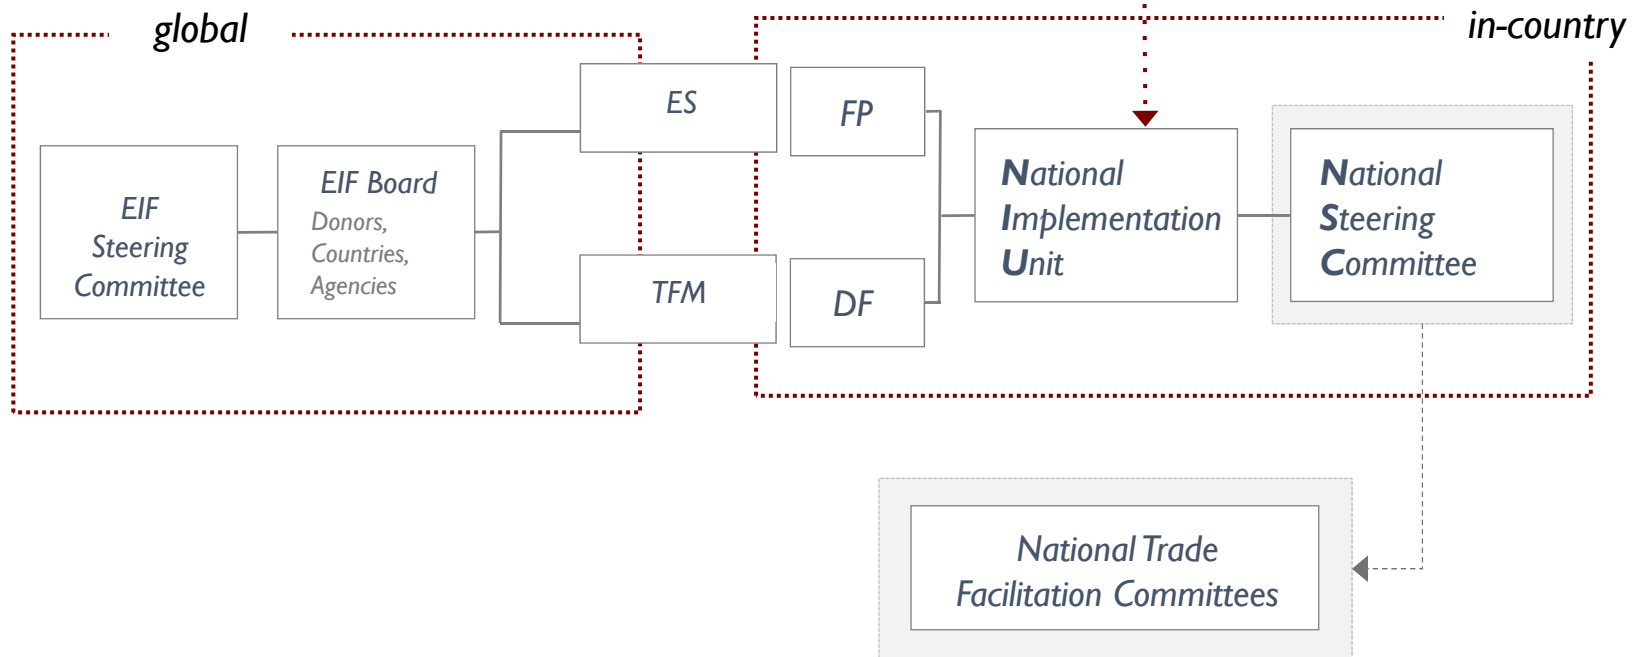 global
in-country
EIF
Steering
Committee
EIF Board
Donors,
Countries,
Agencies
ES
TFM
FP
DF
National
Implementation
Unit
National
Steering
Committee
National Trade
Facilitation Committees